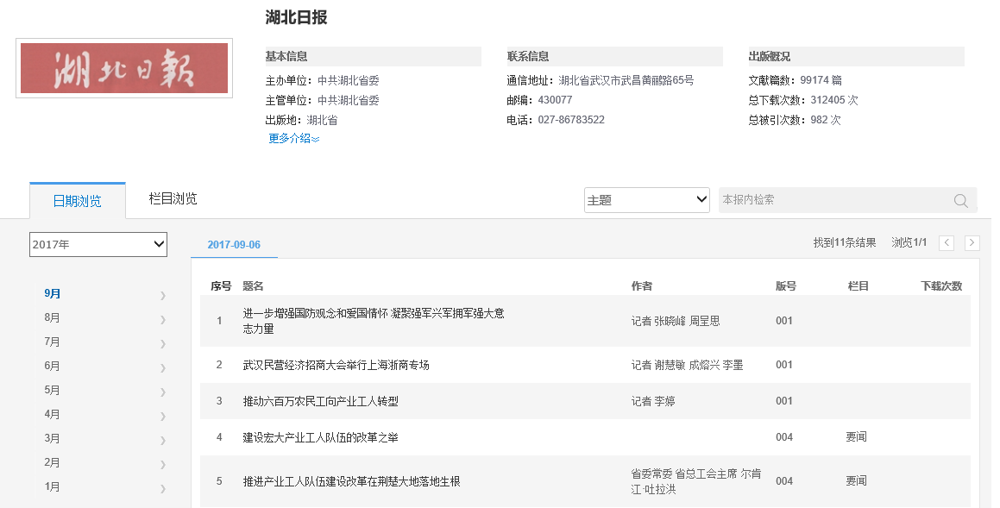 湖北日报
湖北日報
基本信息
主办单位：中共湖北省委
主管单位：中共湖北省委
出版地：湖北省
更多介绍
联系信息
通信地址：湖北省武汉市武昌黄鹂路65号
邮编：430077
电话：027-86783522
出版概况
文献篇数：99174 篇
总下载次数：312405 次
总被引次数：982 次
日期浏览 栏目浏览 主题 本报内检索
2017年 2017-09-06 找到11条结果 浏览1/1
9月
8月
7月
6月
5月
4月
3月
2月
1月
序号 题名 作者 版号 栏目 下载次数
1 进一步增强国防观念和爱国情怀 凝聚强军兴军拥军强大意
志力量 记者 张晓峰 周呈思 001
2 武汉民营经济招商大会举行上海浙商专场 记者 谢慧敏 成熔兴 李墨 001
3 推动六百万农民工向产业工人转型 记者 李婷 001
4 建设宏大产业工人队伍的改革之举 004 要闻
5 推进产业工人队伍建设改革在荆楚大地落地生根 省委常委 省总工会主席 尔肯
江·吐拉洪 004 要闻